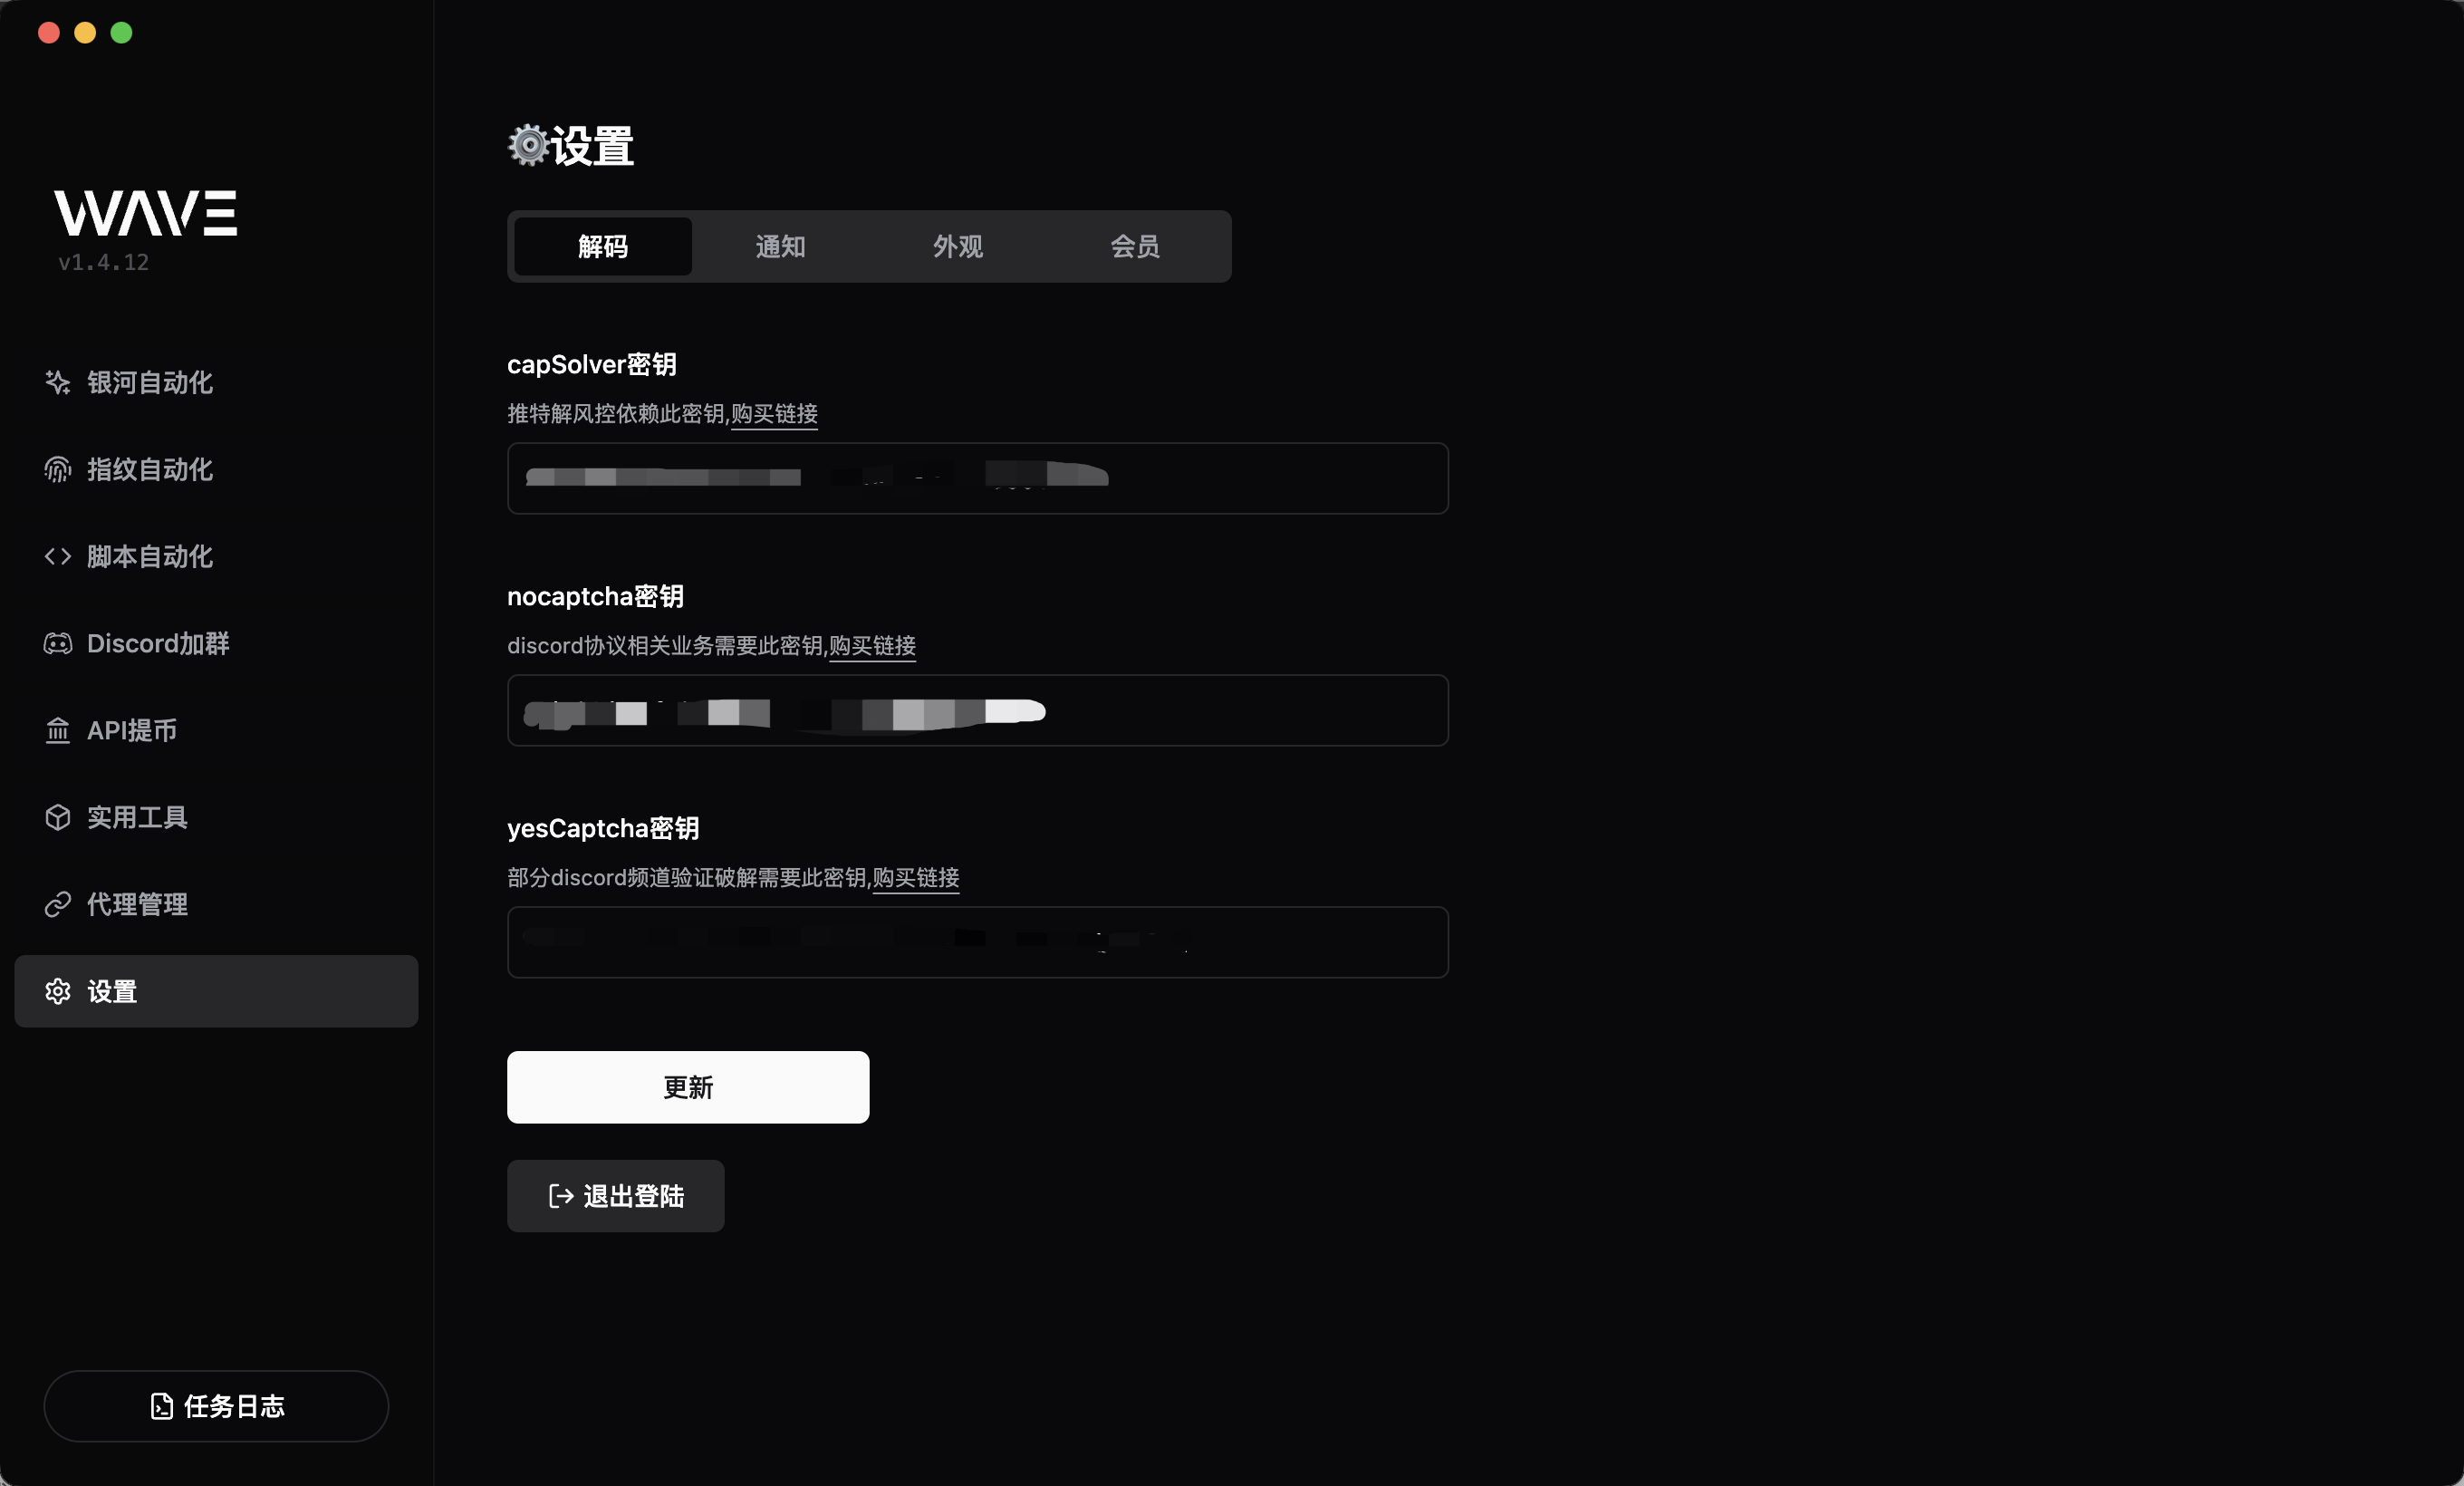 WAVE
v1.4.12
银河自动化
指纹自动化
脚本自动化
Discord加群
API提币
实用工具
代理管理
设置
任务日志
设置
解码 通知 外观 会员
capSolver密钥
推特解风控依赖此密钥,购买链接
nocaptcha密钥
discord协议相关业务需要此密钥,购买链接
yesCaptcha密钥
部分discord频道验证破解需要此密钥,购买链接
更新
退出登陆